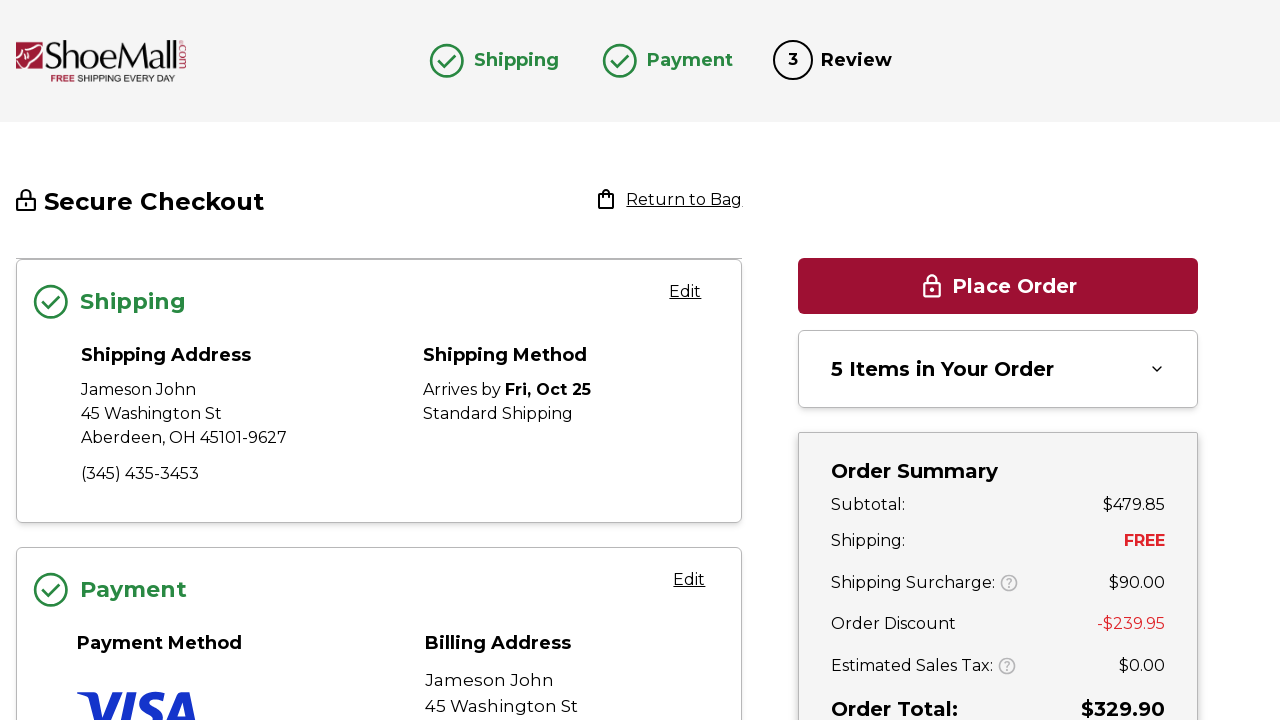 ShoeMall.com
FREE SHIPPING EVERY DAY
Shipping
Payment
3 Review
Secure Checkout
Return to Bag
Shipping
Edit
Shipping Address
Jameson John
45 Washington St
Aberdeen, OH 45101-9627
(345) 435-3453
Shipping Method
Arrives by Fri, Oct 25
Standard Shipping
Payment
Edit
Payment Method
VISA
Billing Address
Jameson John
45 Washington St
Place Order
5 Items in Your Order
Order Summary
Subtotal: $479.85
Shipping: FREE
Shipping Surcharge: ? $90.00
Order Discount -$239.95
Estimated Sales Tax: ? $0.00
Order Total: $329.90